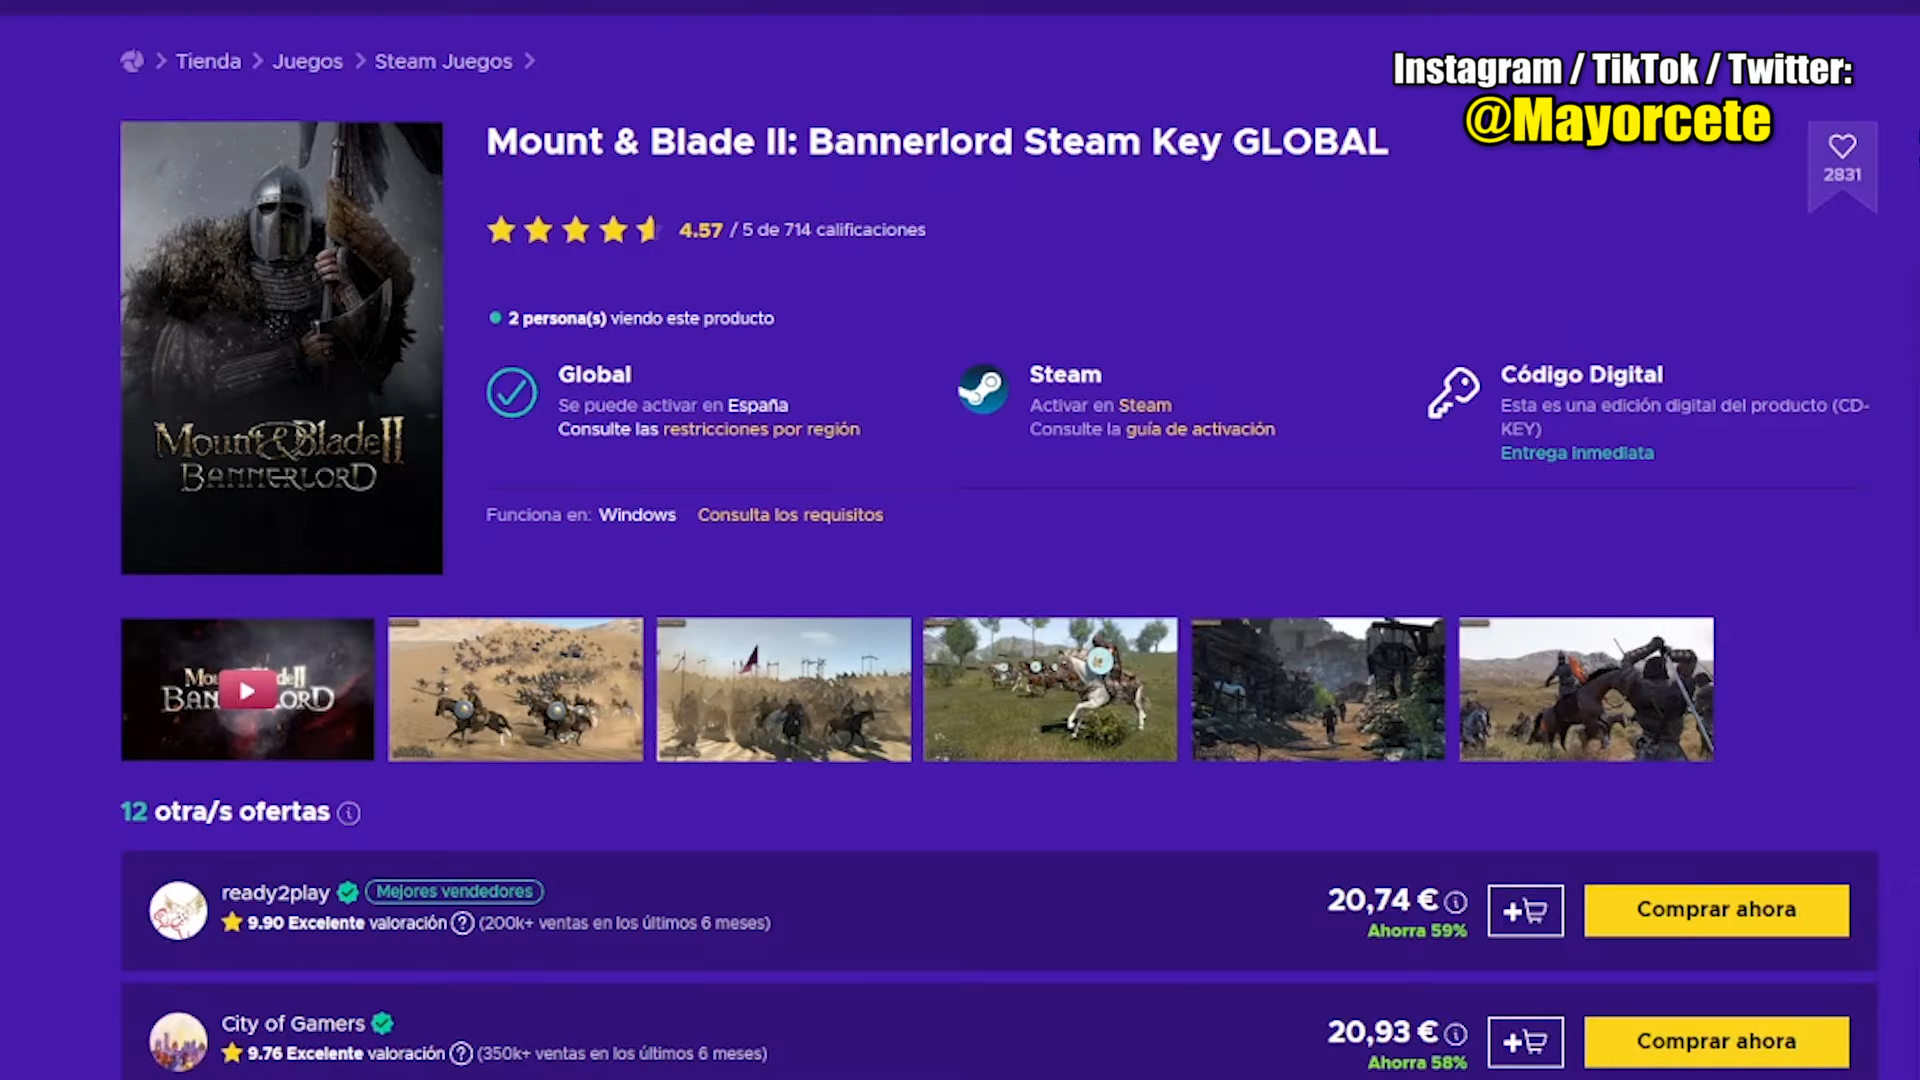 Tienda > Juegos > Steam Juegos >
Instagram / TikTok / Twitter:
@Mayorcete
2831
Mount & Blade II: Bannerlord Steam Key GLOBAL
4.57 / 5 de 714 calificaciones
2 persona(s) viendo este producto
Global
Se puede activar en España
Consulte las restricciones por región
Steam
Activar en Steam
Consulte la guía de activación
Código Digital
Esta es una edición digital del producto (CD-
KEY)
Entrega inmediata
Funciona en: Windows Consulta los requisitos
Mount & Blade II
BANNERLORD
12 otra/s ofertas
ready2play Mejores vendedores
9.90 Excelente valoración (200k+ ventas en los últimos 6 meses)
20,74 €
Ahorra 59%
Comprar ahora
City of Gamers
9.76 Excelente valoración (350k+ ventas en los últimos 6 meses)
20,93 €
Ahorra 58%
Comprar ahora